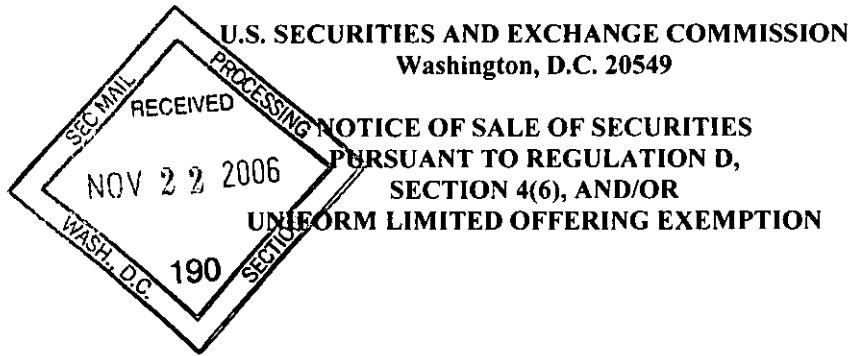 U.S. SECURITIES AND EXCHANGE COMMISSION
Washington, D.C. 20549
NOTICE OF SALE OF SECURITIES
PURSUANT TO REGULATION D,
SECTION 4(6), AND/OR
UNIFORM LIMITED OFFERING EXEMPTION
SEC MAIL PROCESSING
RECEIVED
NOV 22 2006
WASH., D.C. SECTION
190